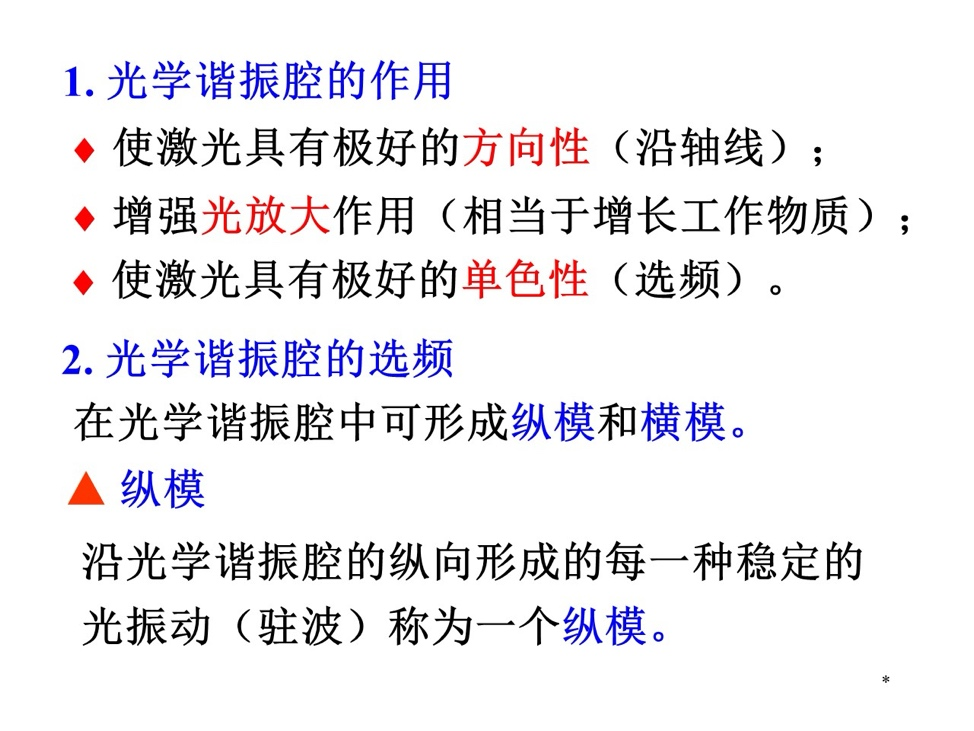 1. 光学谐振腔的作用
♦ 使激光具有极好的方向性（沿轴线）；
♦ 增强光放大作用（相当于增长工作物质）；
♦ 使激光具有极好的单色性（选频）。
2. 光学谐振腔的选频
在光学谐振腔中可形成纵模和横模。
▲ 纵模
沿光学谐振腔的纵向形成的每一种稳定的
光振动（驻波）称为一个纵模。
*